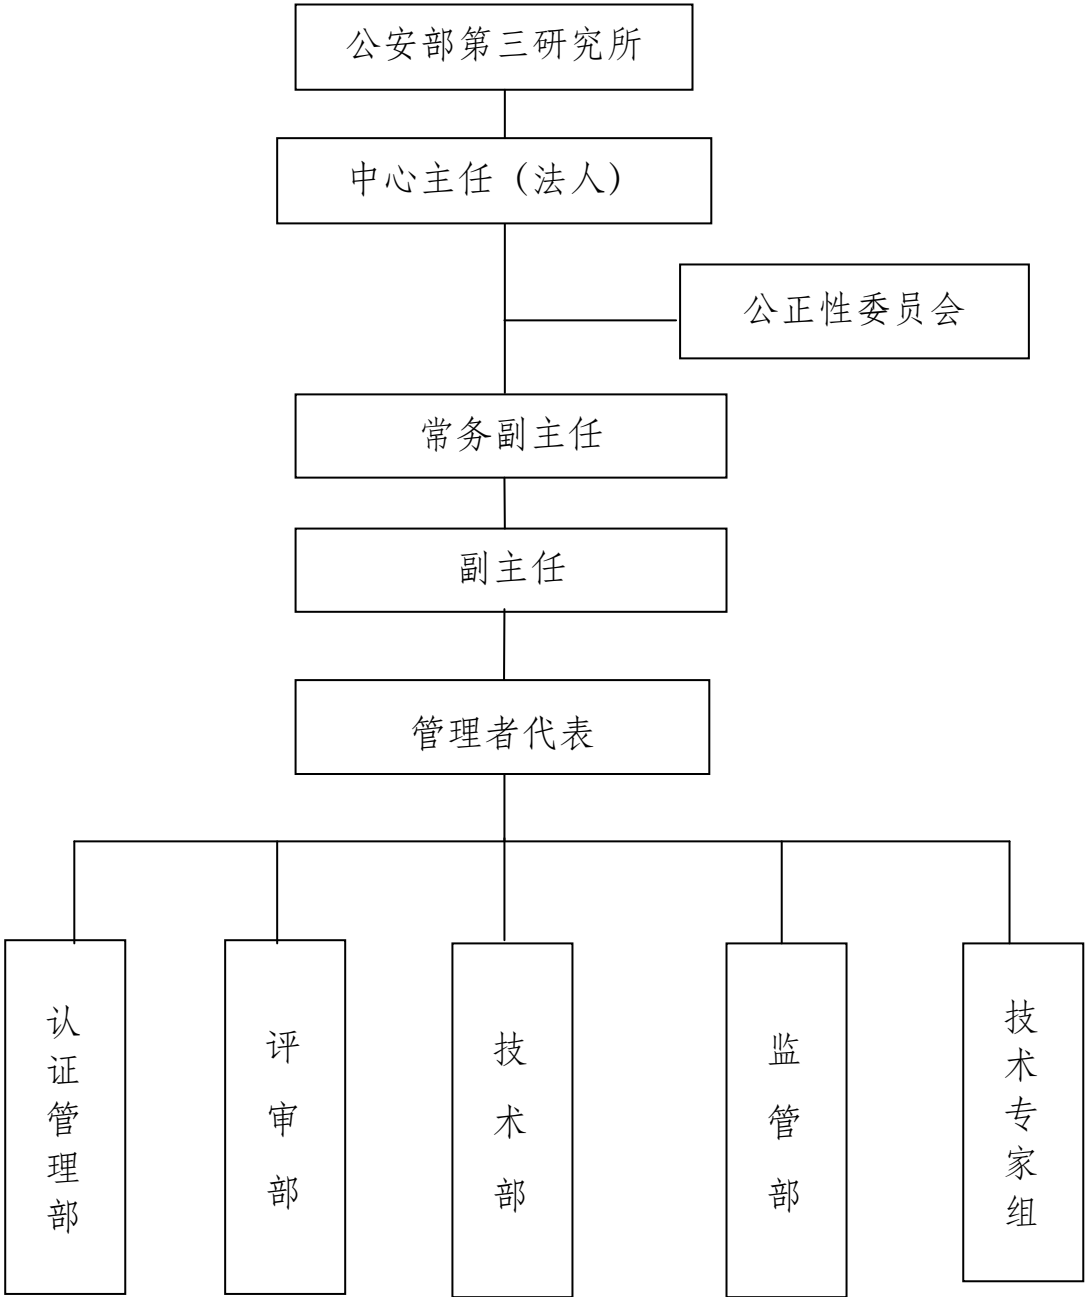 公安部第三研究所
中心主任（法人）
公正性委员会
常务副主任
副主任
管理者代表
认证管理部
评审部
技术部
监管部
技术专家组